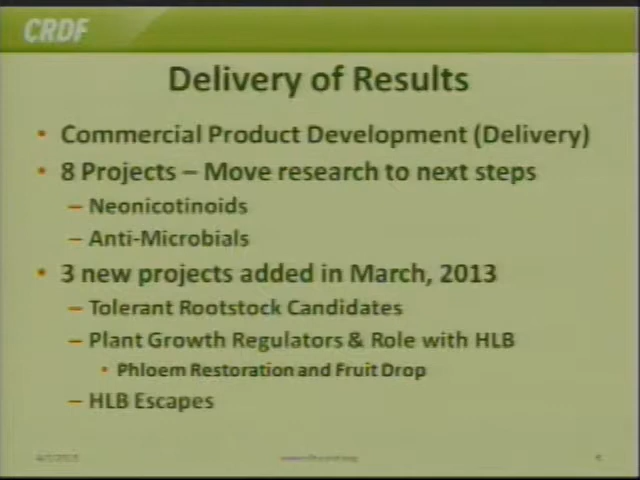 CRDF
Delivery of Results
• Commercial Product Development (Delivery)
• 8 Projects – Move research to next steps
– Neonicotinoids
– Anti-Microbials
• 3 new projects added in March, 2013
– Tolerant Rootstock Candidates
– Plant Growth Regulators & Role with HLB
• Phloem Restoration and Fruit Drop
– HLB Escapes